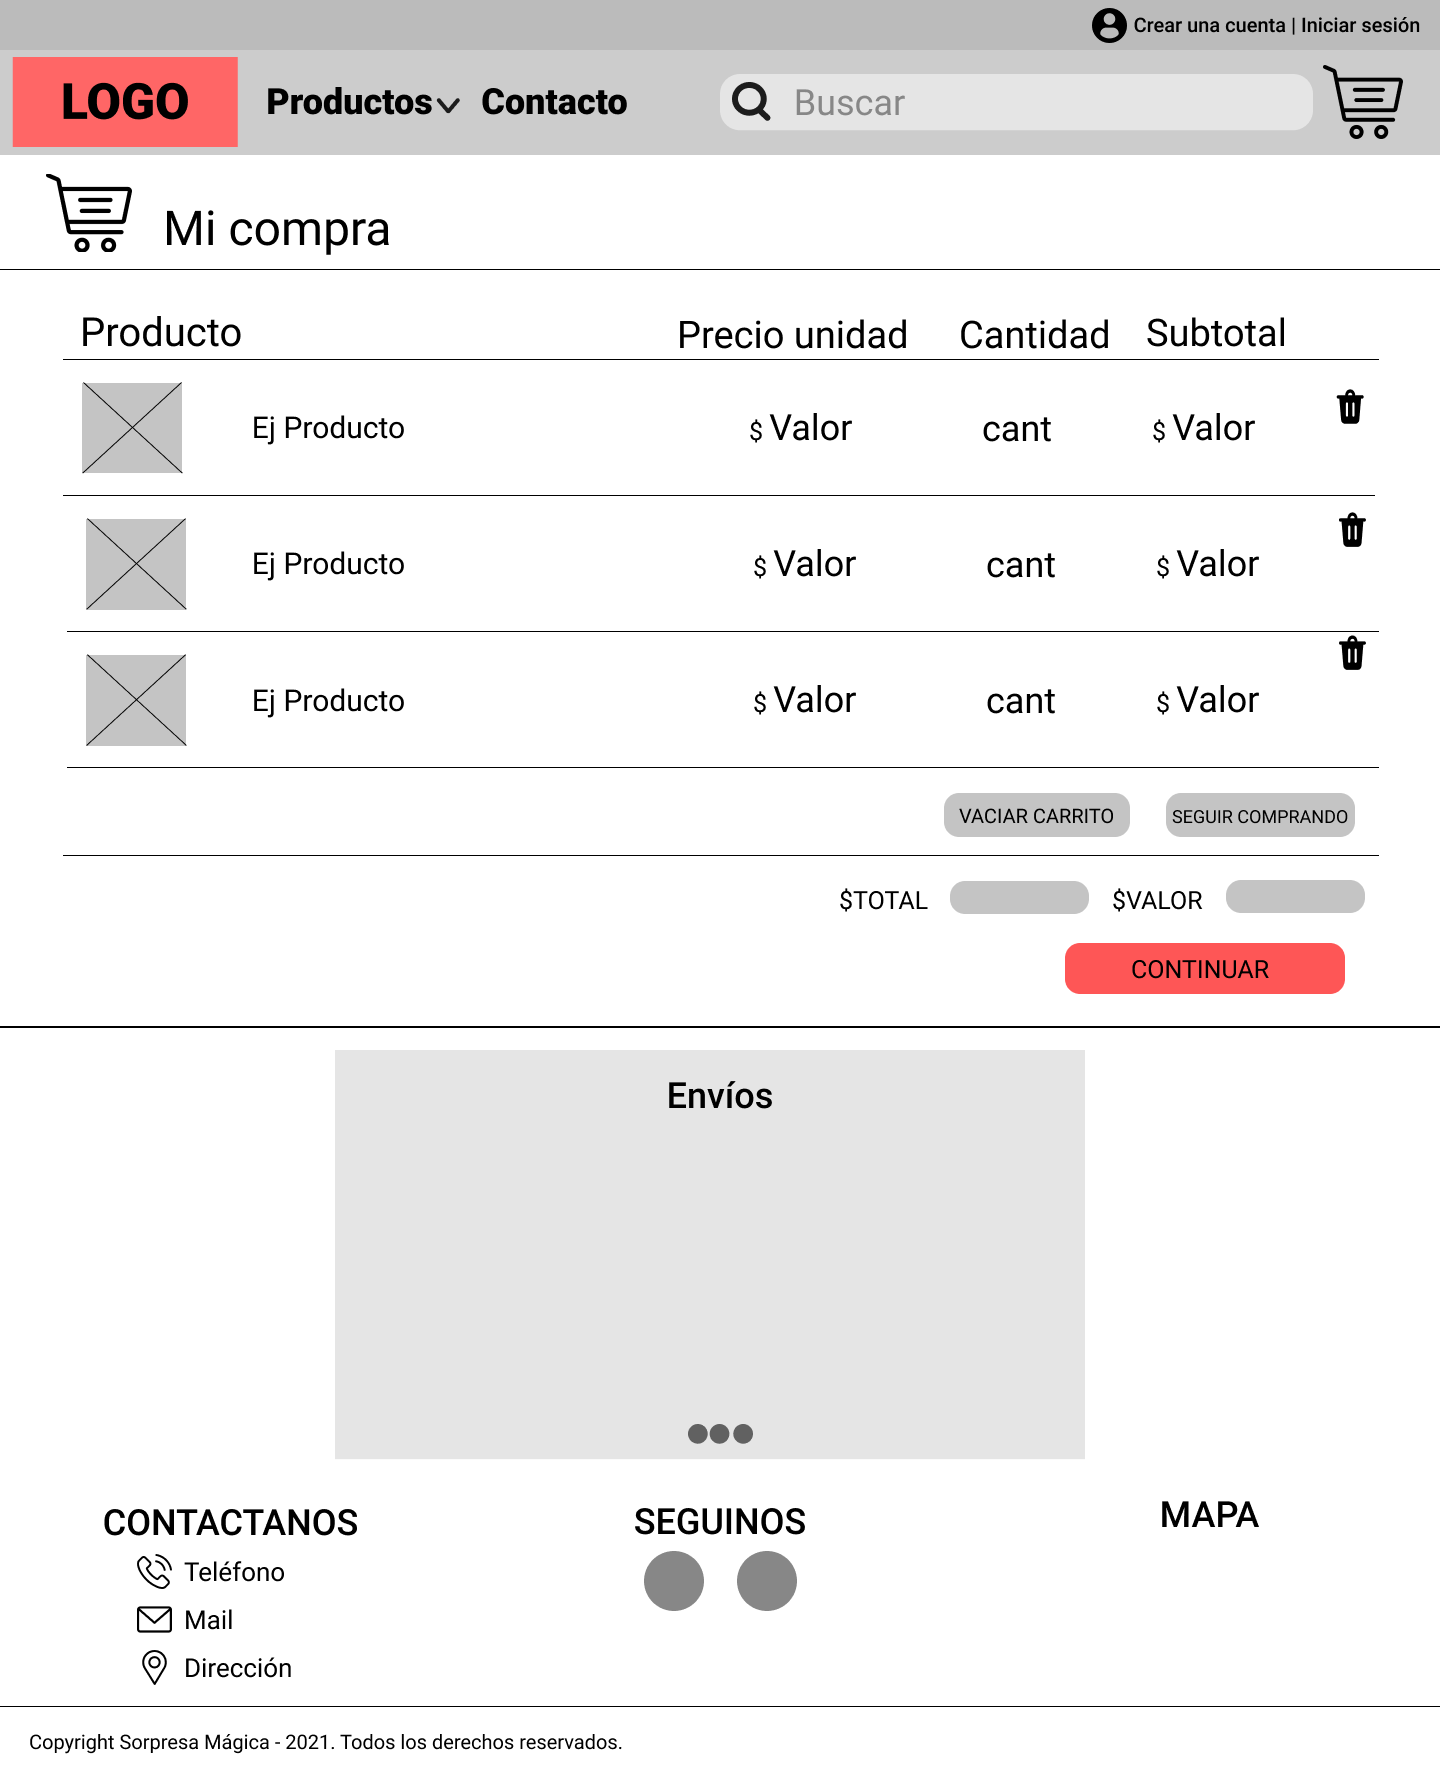 Crear una cuenta | Iniciar sesión
LOGO
Productos Contacto
Buscar
Mi compra
Producto Precio unidad Cantidad Subtotal
Ej Producto $ Valor cant $ Valor
Ej Producto $ Valor cant $ Valor
Ej Producto $ Valor cant $ Valor
VACIAR CARRITO SEGUIR COMPRANDO
$TOTAL $VALOR
CONTINUAR
Envíos
CONTACTANOS
Teléfono
Mail
Dirección
SEGUINOS
MAPA
Copyright Sorpresa Mágica - 2021. Todos los derechos reservados.